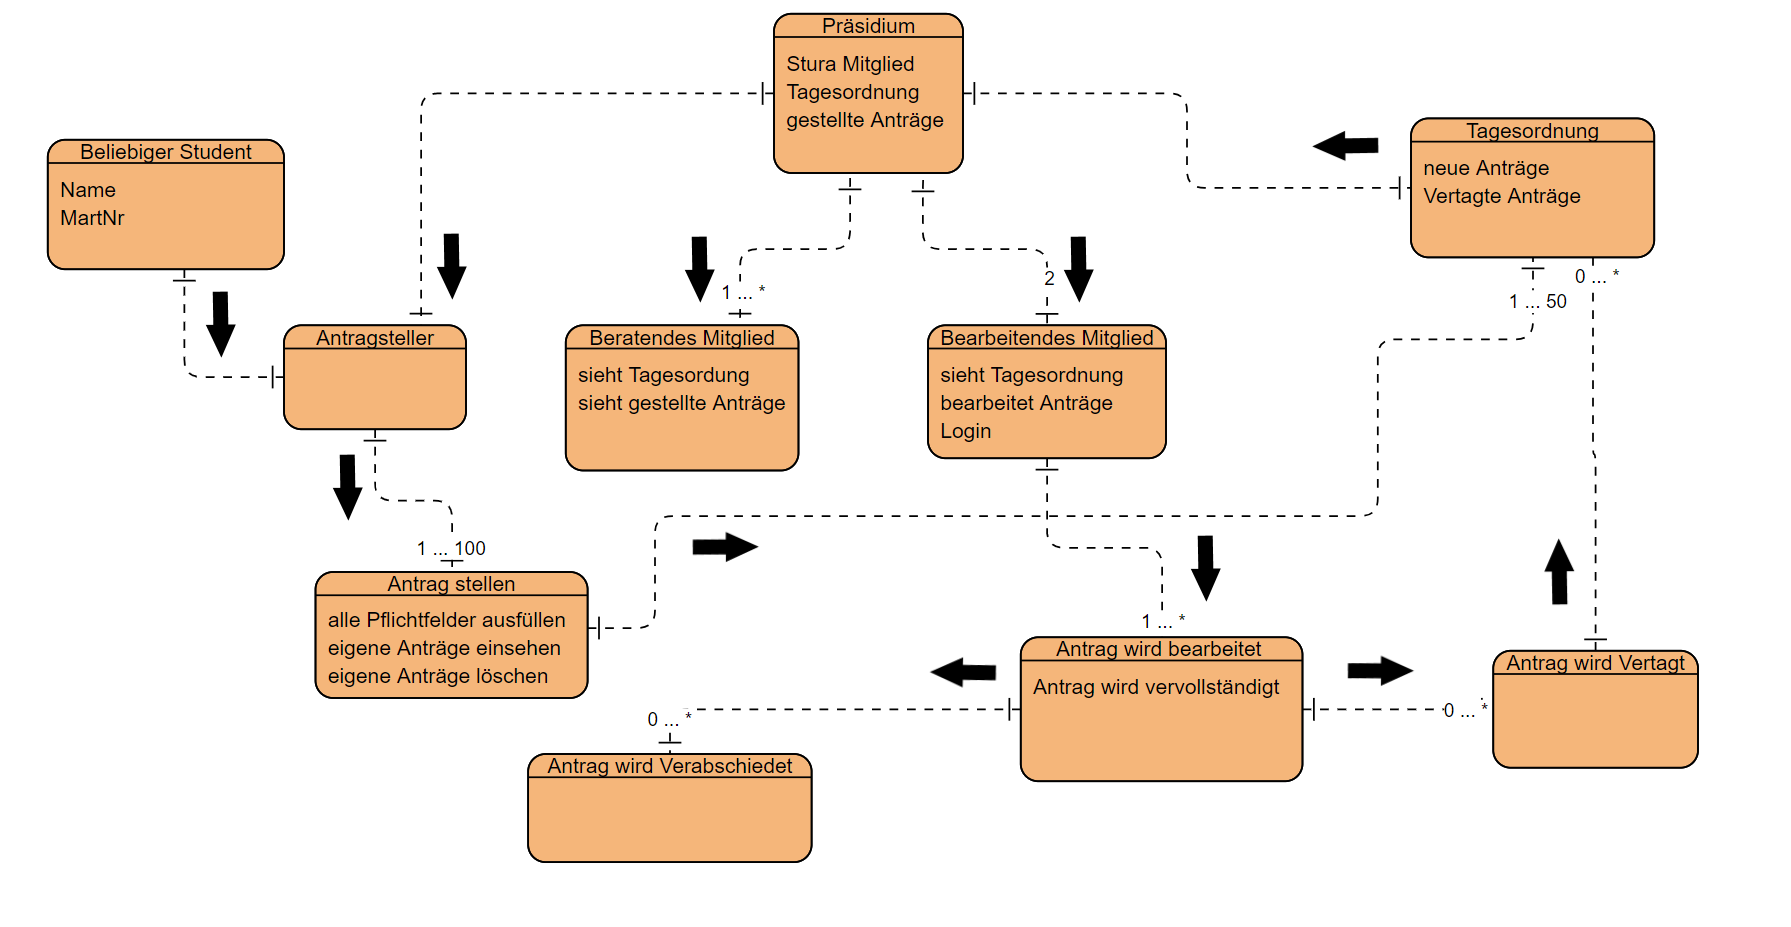 Präsidium
Stura Mitglied
Tagesordnung
gestellte Anträge
Beliebiger Student
Name
MartNr
Tagesordnung
neue Anträge
Vertagte Anträge
0 ... *
1 ... 50
Antragsteller
1 ... *
Beratendes Mitglied
sieht Tagesordung
sieht gestellte Anträge
2
Bearbeitendes Mitglied
sieht Tagesordnung
bearbeitet Anträge
Login
1 ... 100
Antrag stellen
alle Pflichtfelder ausfüllen
eigene Anträge einsehen
eigene Anträge löschen
1 ... *
Antrag wird bearbeitet
Antrag wird vervollständigt
0 ... *
Antrag wird Vertagt
0 ... *
Antrag wird Verabschiedet